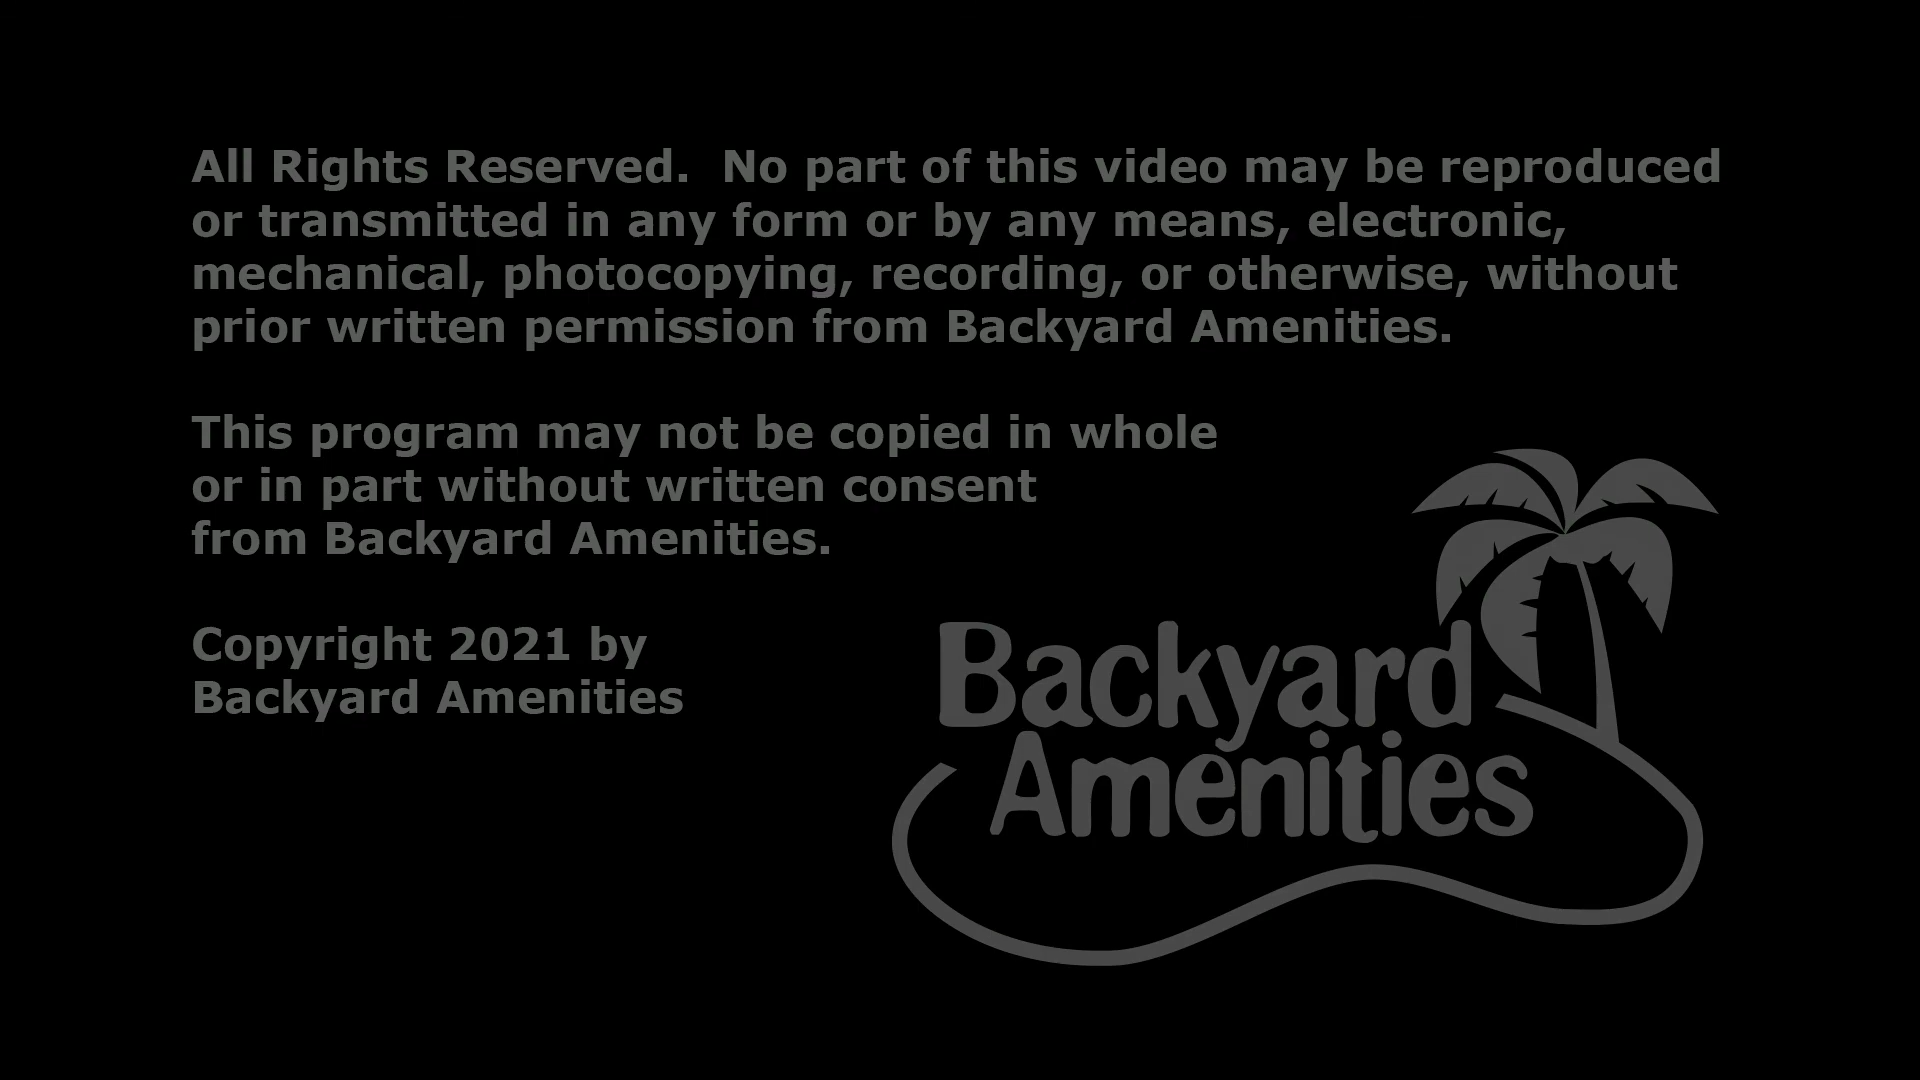 All Rights Reserved.  No part of this video may be reproduced
or transmitted in any form or by any means, electronic,
mechanical, photocopying, recording, or otherwise, without
prior written permission from Backyard Amenities.
This program may not be copied in whole
or in part without written consent
from Backyard Amenities.
Copyright 2021 by
Backyard Amenities
Backyard
Amenities